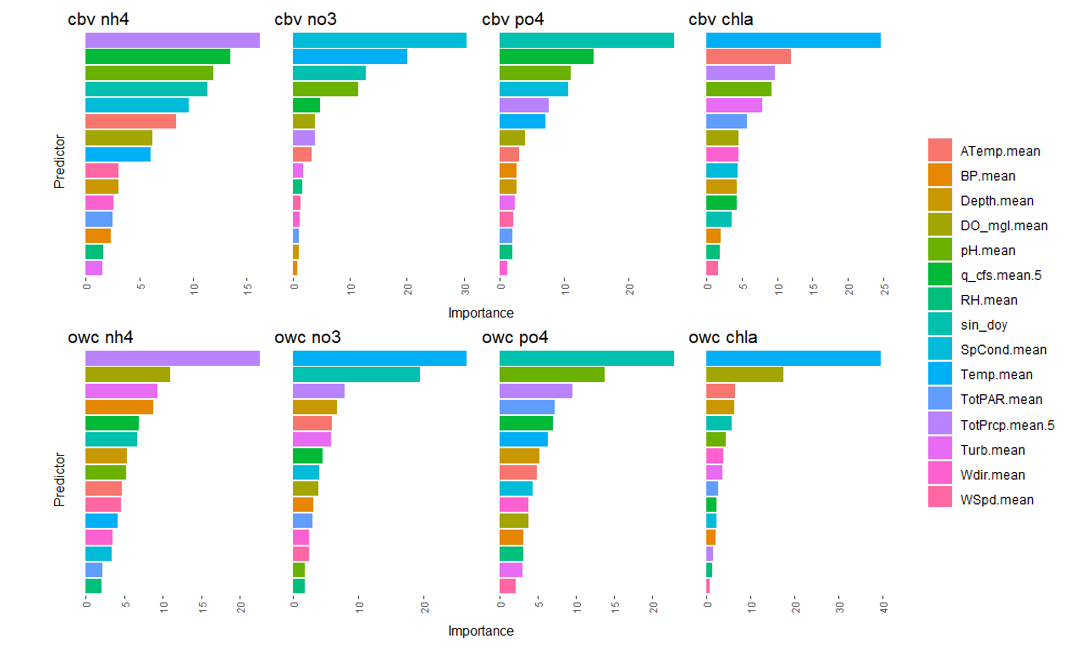 cbv nh4 cbv no3 cbv po4 cbv chla
Predictor
0 5 10 15 0 10 20 30 0 10 20 0 5 10 15 20 25
Importance
owc nh4 owc no3 owc po4 owc chla
Predictor
0 5 10 15 20 0 10 20 0 5 10 15 20 0 10 20 30 40
Importance
ATemp.mean
BP.mean
Depth.mean
DO_mgl.mean
pH.mean
q_cfs.mean.5
RH.mean
sin_doy
SpCond.mean
Temp.mean
TotPAR.mean
TotPrcp.mean.5
Turb.mean
Wdir.mean
WSpd.mean